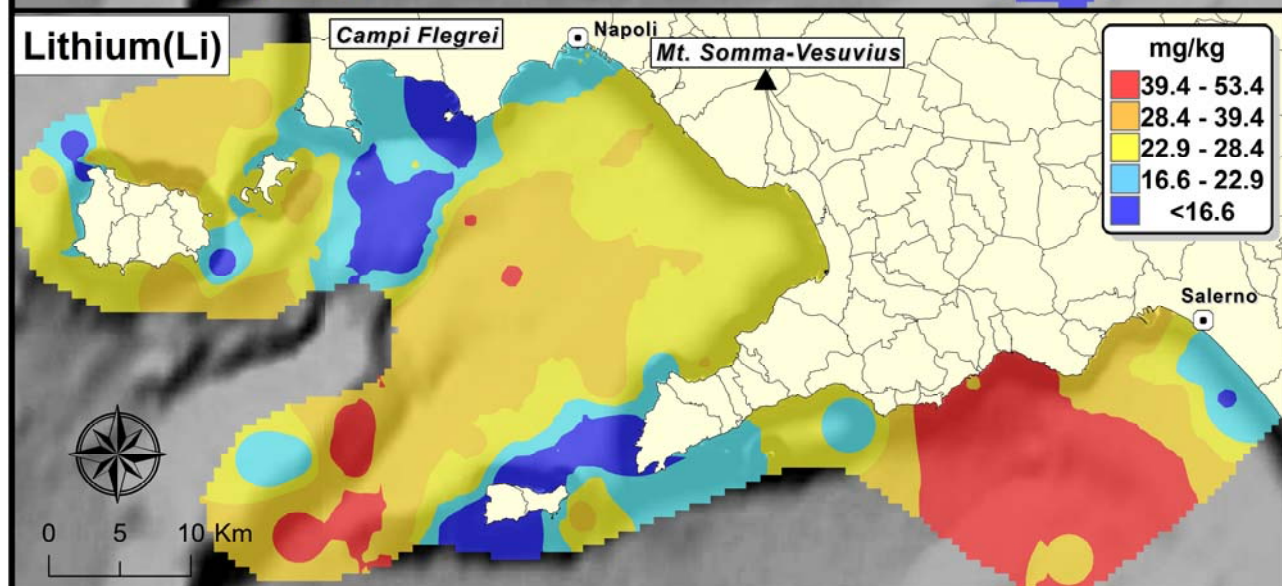 Lithium(Li)
Campi Flegrei
Napoli
Mt. Somma-Vesuvius
mg/kg
39.4 - 53.4
28.4 - 39.4
22.9 - 28.4
16.6 - 22.9
<16.6
Salerno
0 5 10 Km